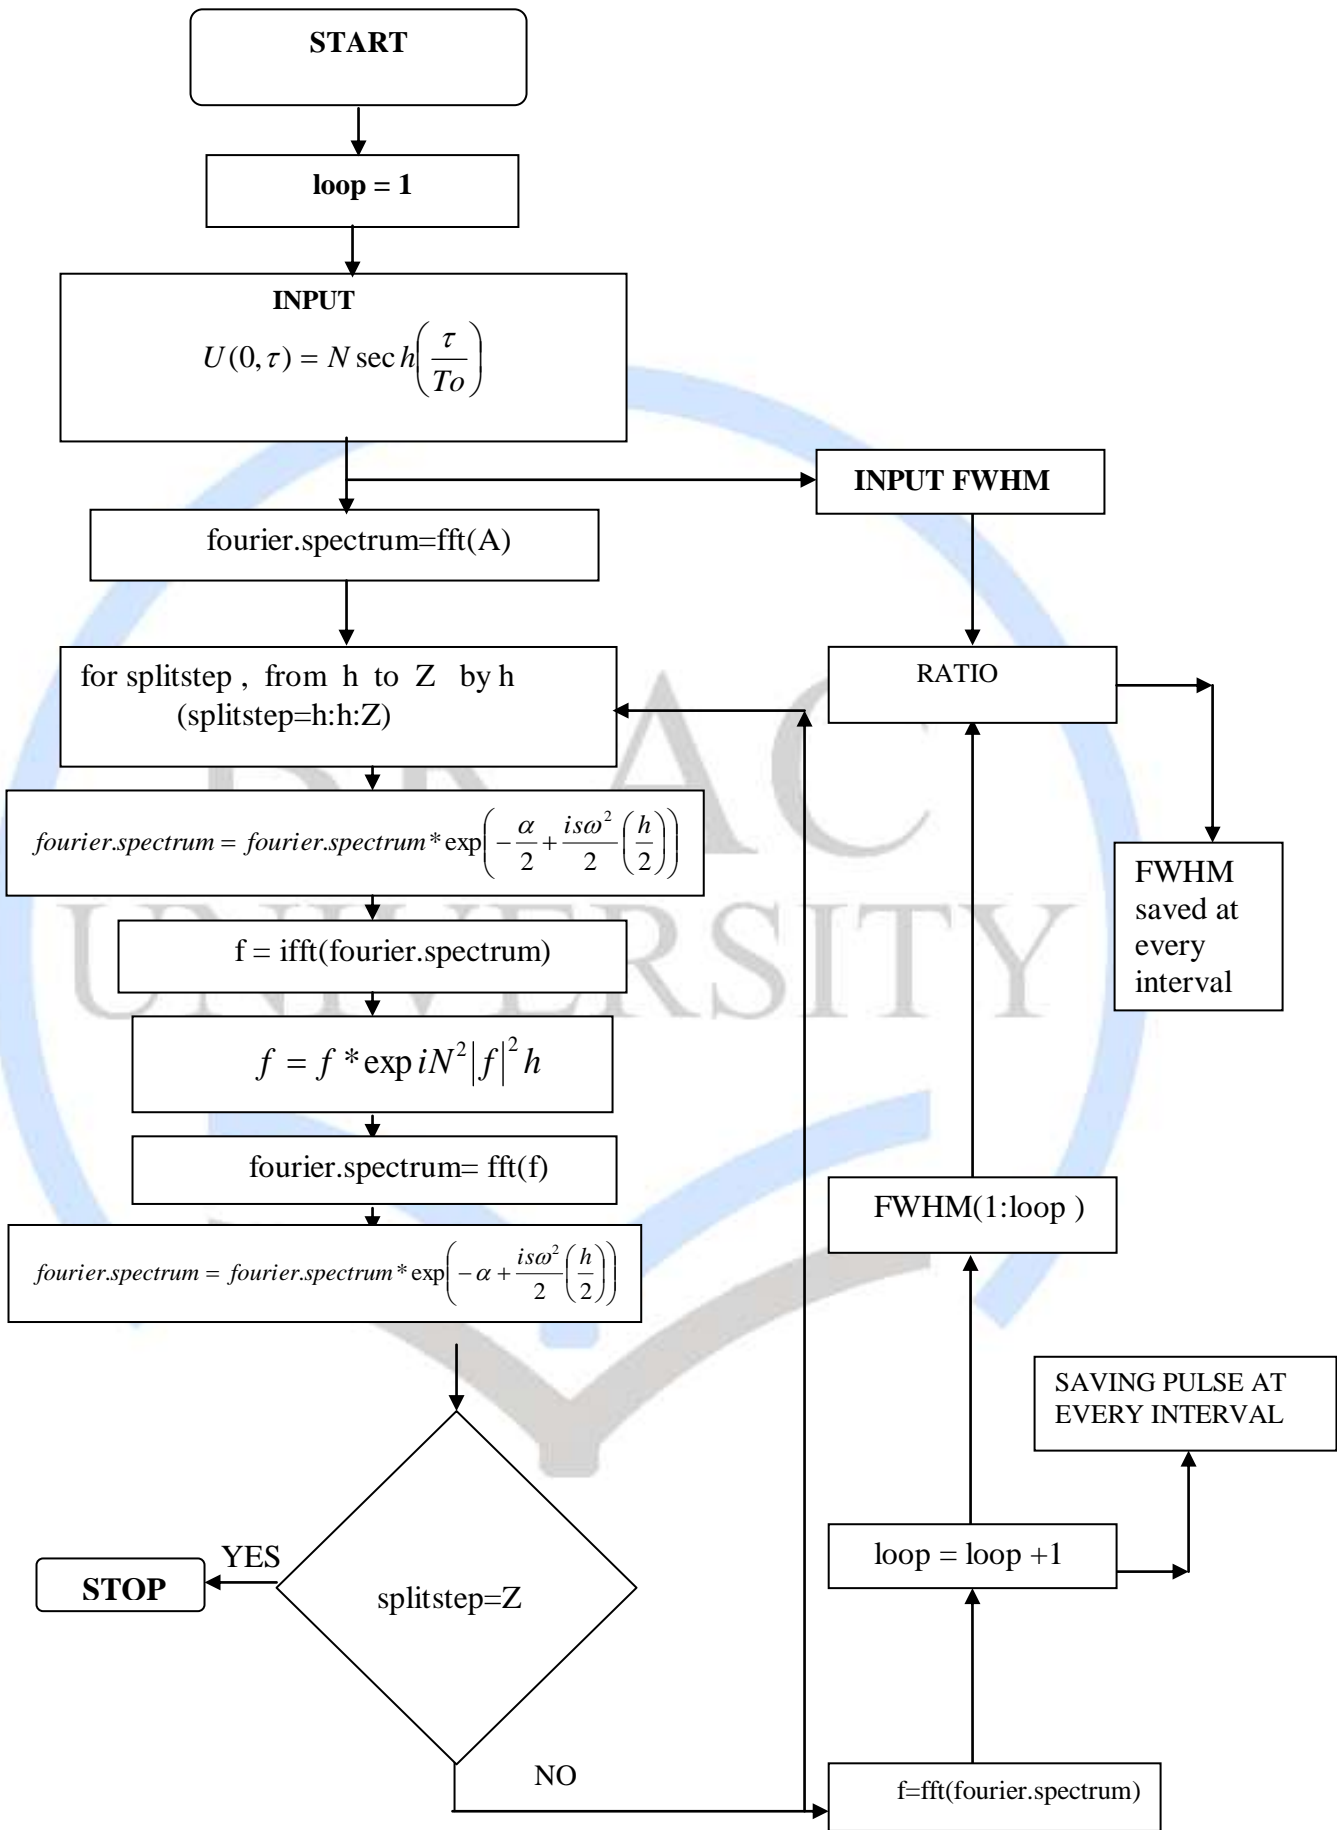 START
loop = 1
INPUT
U(0,τ) = N sec h(τ/To)
INPUT FWHM
fourier.spectrum=fft(A)
for splitstep , from h to Z by h
(splitstep=h:h:Z)
RATIO
fourier.spectrum = fourier.spectrum * exp(-α/2 + isω²/2 (h/2))
FWHM
saved at
every
interval
f = ifft(fourier.spectrum)
f = f * exp iN²|f|² h
fourier.spectrum= fft(f)
FWHM(1:loop )
fourier.spectrum = fourier.spectrum * exp(-α + isω²/2 (h/2))
SAVING PULSE AT
EVERY INTERVAL
loop = loop +1
YES
STOP
splitstep=Z
NO
f=fft(fourier.spectrum)
BRAC
UNIVERSITY